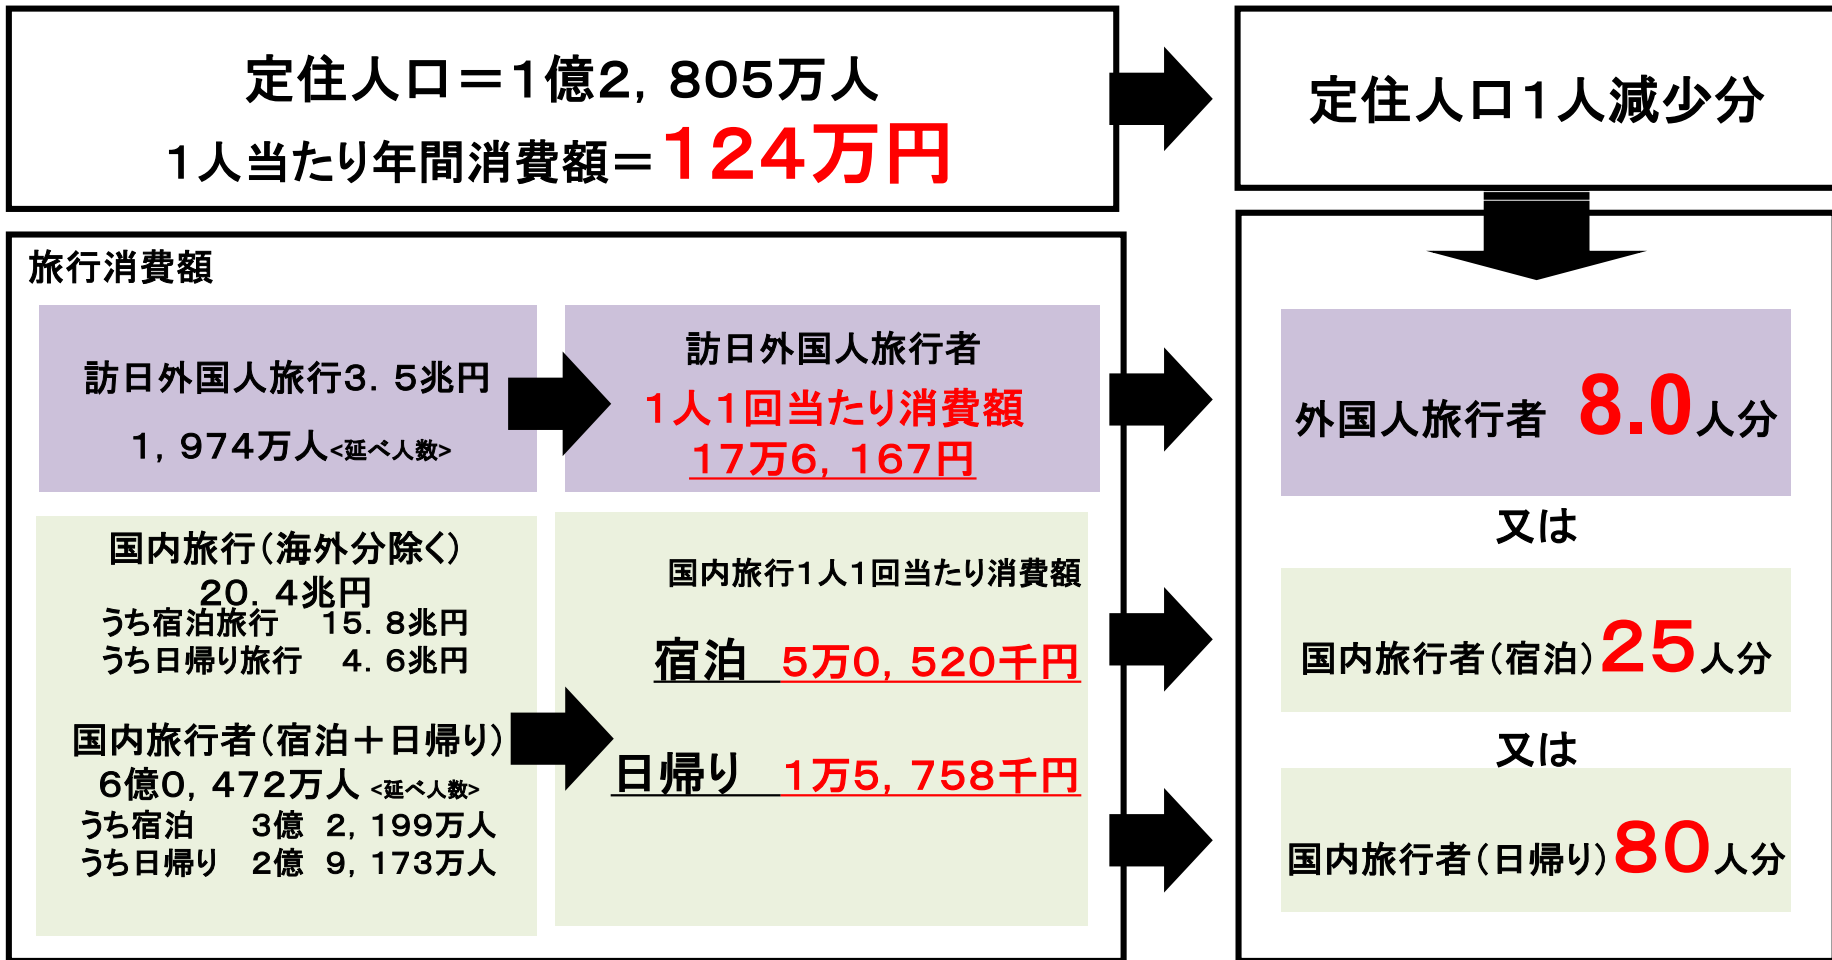 定住人口＝１億２，８０５万人
１人当たり年間消費額＝１２４万円
定住人口１人減少分
旅行消費額
訪日外国人旅行３．５兆円
１，９７４万人<延べ人数>
訪日外国人旅行者
１人１回当たり消費額
１７万６，１６７円
外国人旅行者 8.0人分
又は
国内旅行（海外分除く）
２０．４兆円
うち宿泊旅行　１５．８兆円
うち日帰り旅行　４．６兆円
国内旅行者（宿泊＋日帰り）
６億０，４７２万人 <延べ人数>
うち宿泊　３億 ２，１９９万人
うち日帰り　２億 ９，１７３万人
国内旅行１人１回当たり消費額
宿泊　５万０，５２０千円
日帰り　１万５，７５８千円
国内旅行者（宿泊）２５人分
又は
国内旅行者（日帰り）８０人分